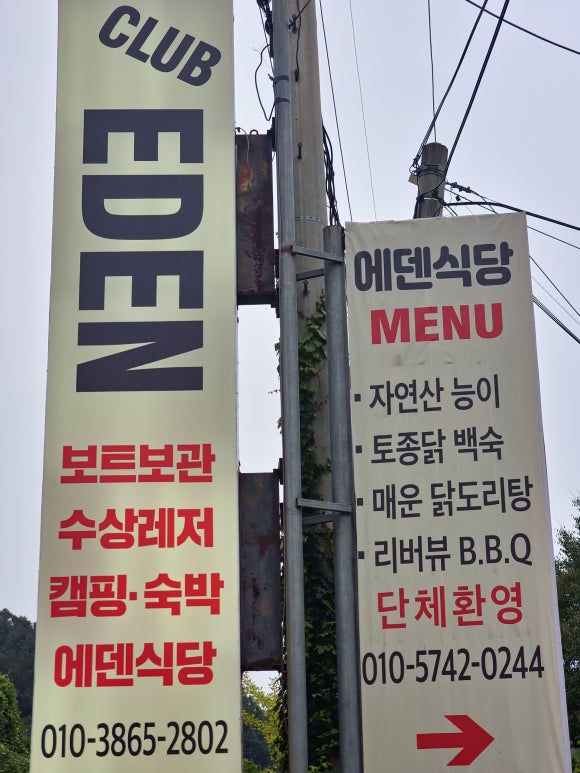 CLUB
EDEN
보트보관
수상레저
캠핑·숙박
에덴식당
010-3865-2802
에덴식당
MENU
· 자연산 능이
· 토종닭 백숙
· 매운 닭도리탕
· 리버뷰 B.B.Q
단체환영
010-5742-0244